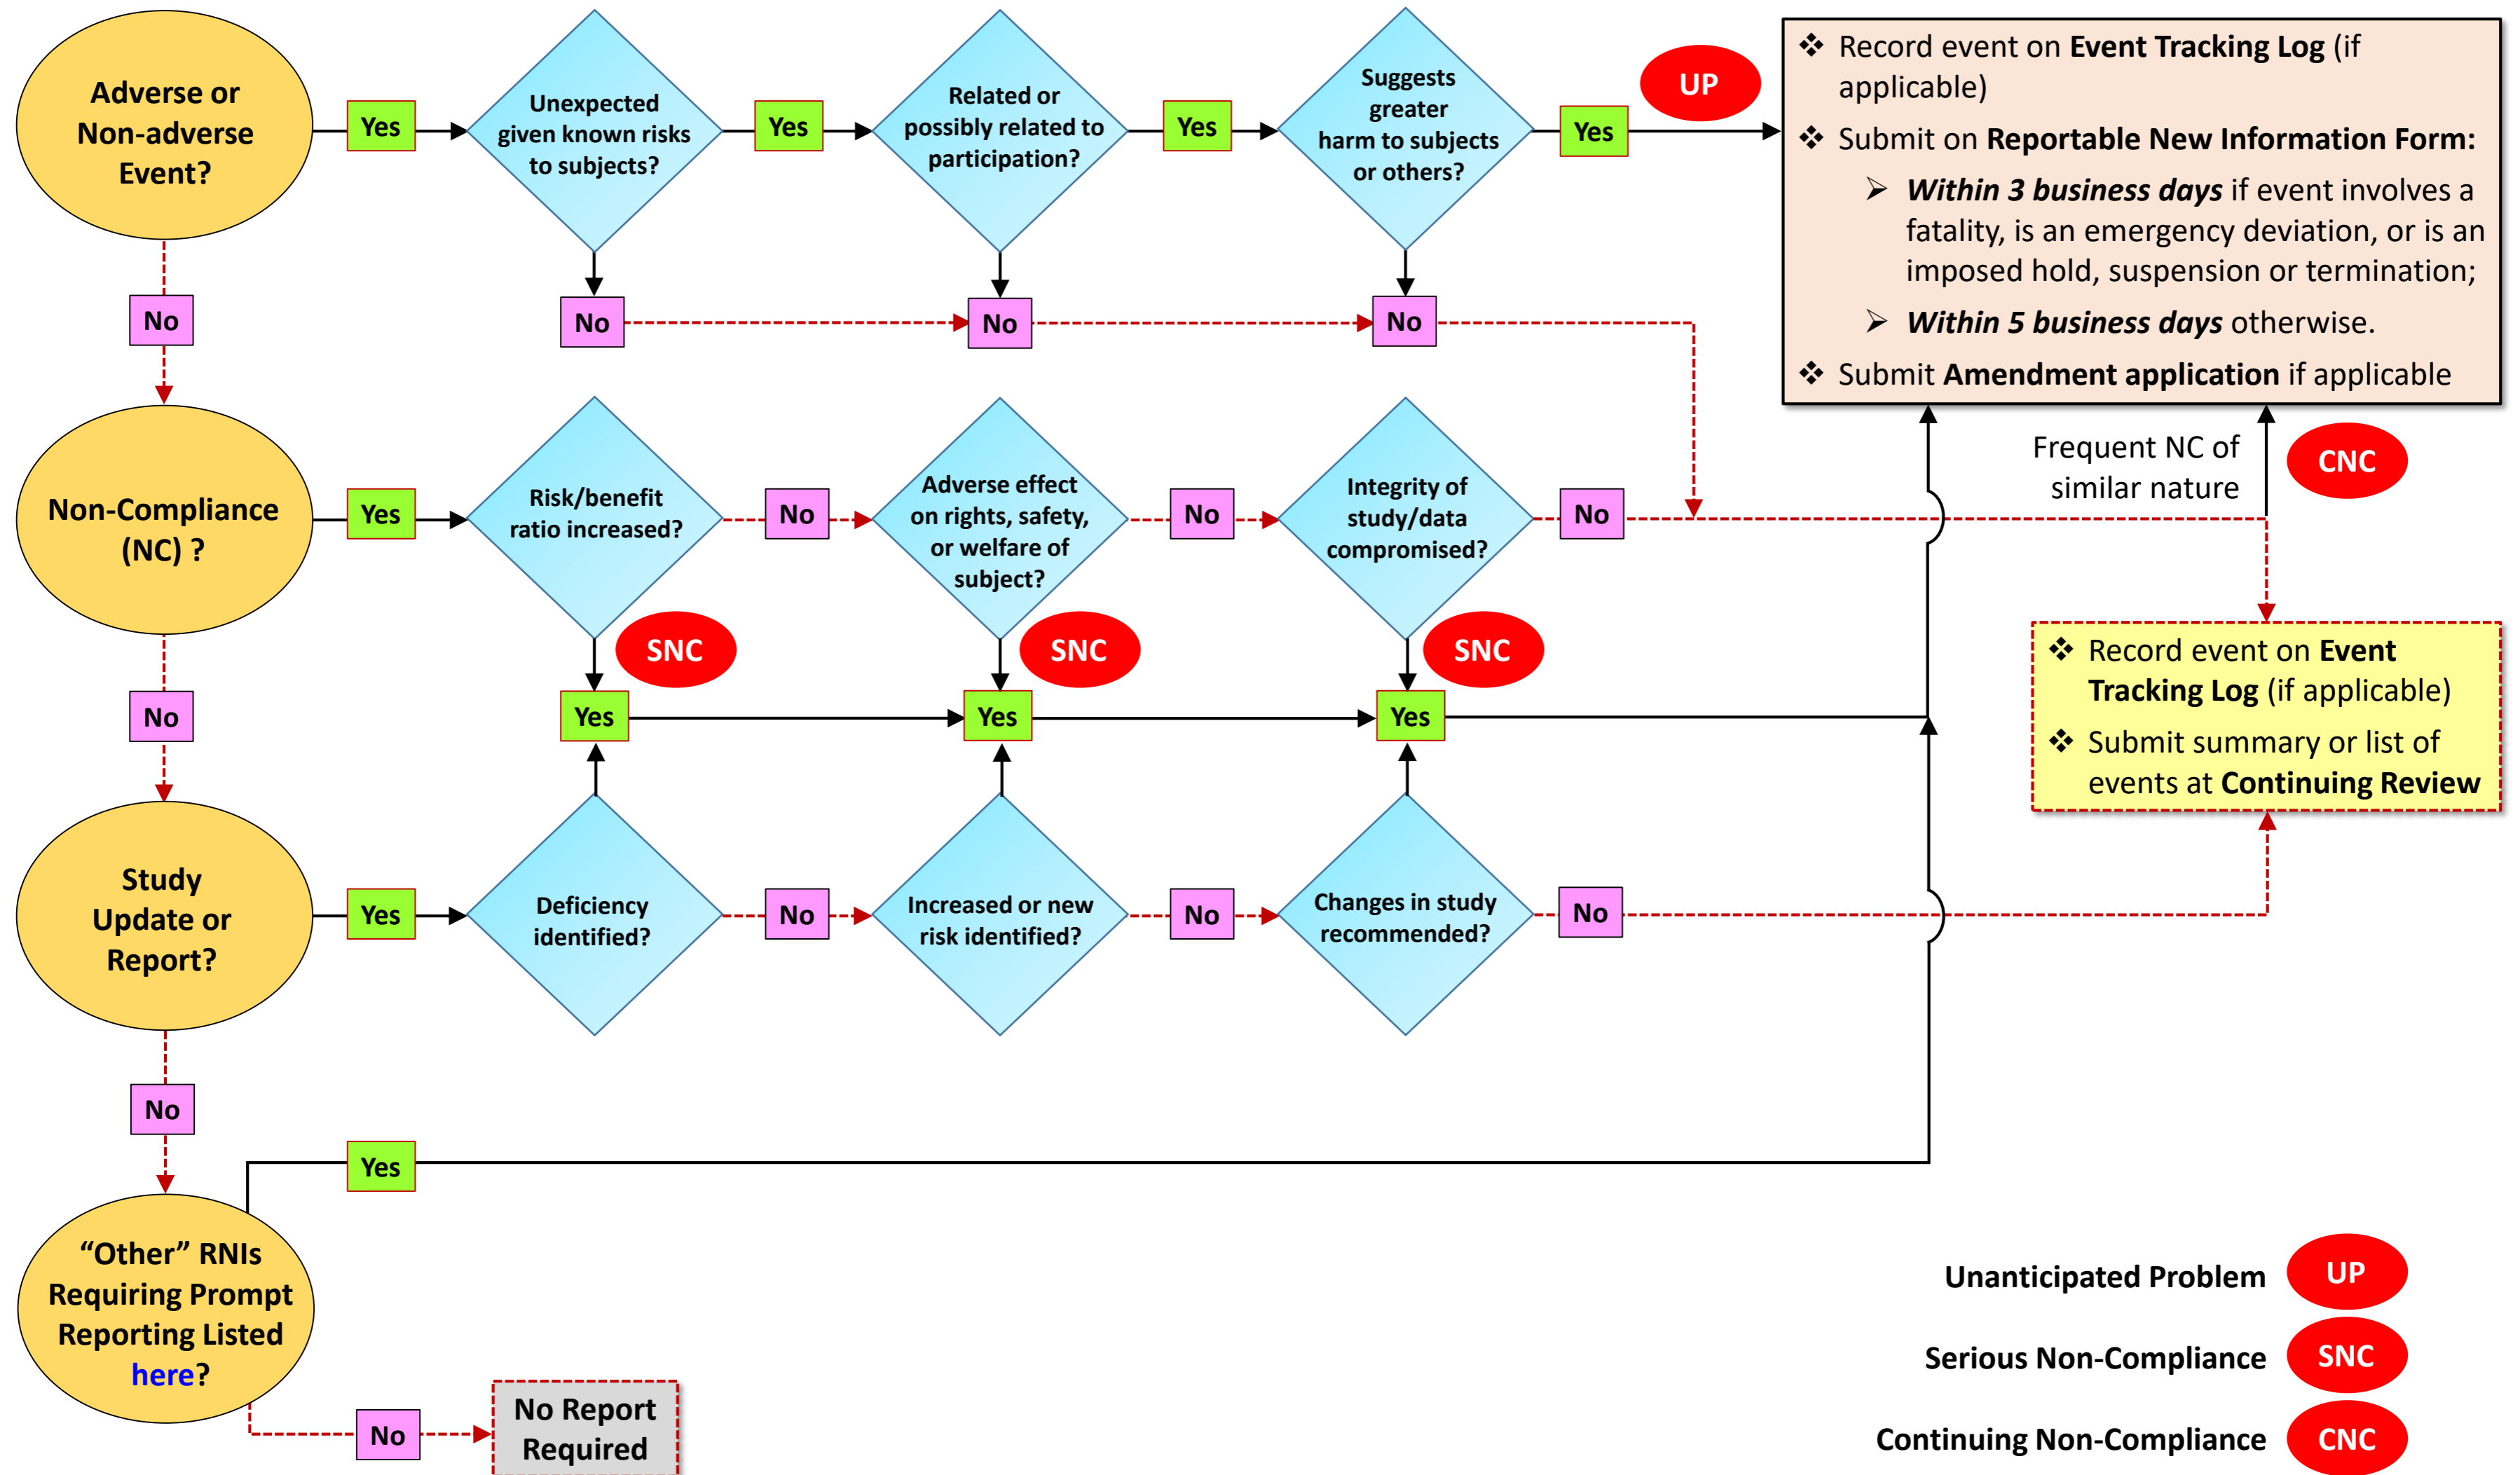 Adverse or
Non-adverse
Event?
Yes
Unexpected
given known risks
to subjects?
Yes
Related or
possibly related to
participation?
Yes
Suggests
greater
harm to subjects
or others?
Yes
UP
❖ Record event on Event Tracking Log (if
applicable)
❖ Submit on Reportable New Information Form:
➢ Within 3 business days if event involves a
fatality, is an emergency deviation, or is an
imposed hold, suspension or termination;
➢ Within 5 business days otherwise.
❖ Submit Amendment application if applicable
No
No
No
No
Non-Compliance
(NC) ?
Yes
Risk/benefit
ratio increased?
No
Adverse effect
on rights, safety,
or welfare of
subject?
No
Integrity of
study/data
compromised?
No
Frequent NC of
similar nature
CNC
SNC
SNC
SNC
No
Yes
Yes
Yes
❖ Record event on Event
Tracking Log (if applicable)
❖ Submit summary or list of
events at Continuing Review
Study
Update or
Report?
Yes
Deficiency
identified?
No
Increased or new
risk identified?
No
Changes in study
recommended?
No
No
Yes
“Other” RNIs
Requiring Prompt
Reporting Listed
here?
No
No Report
Required
Unanticipated Problem UP
Serious Non-Compliance SNC
Continuing Non-Compliance CNC